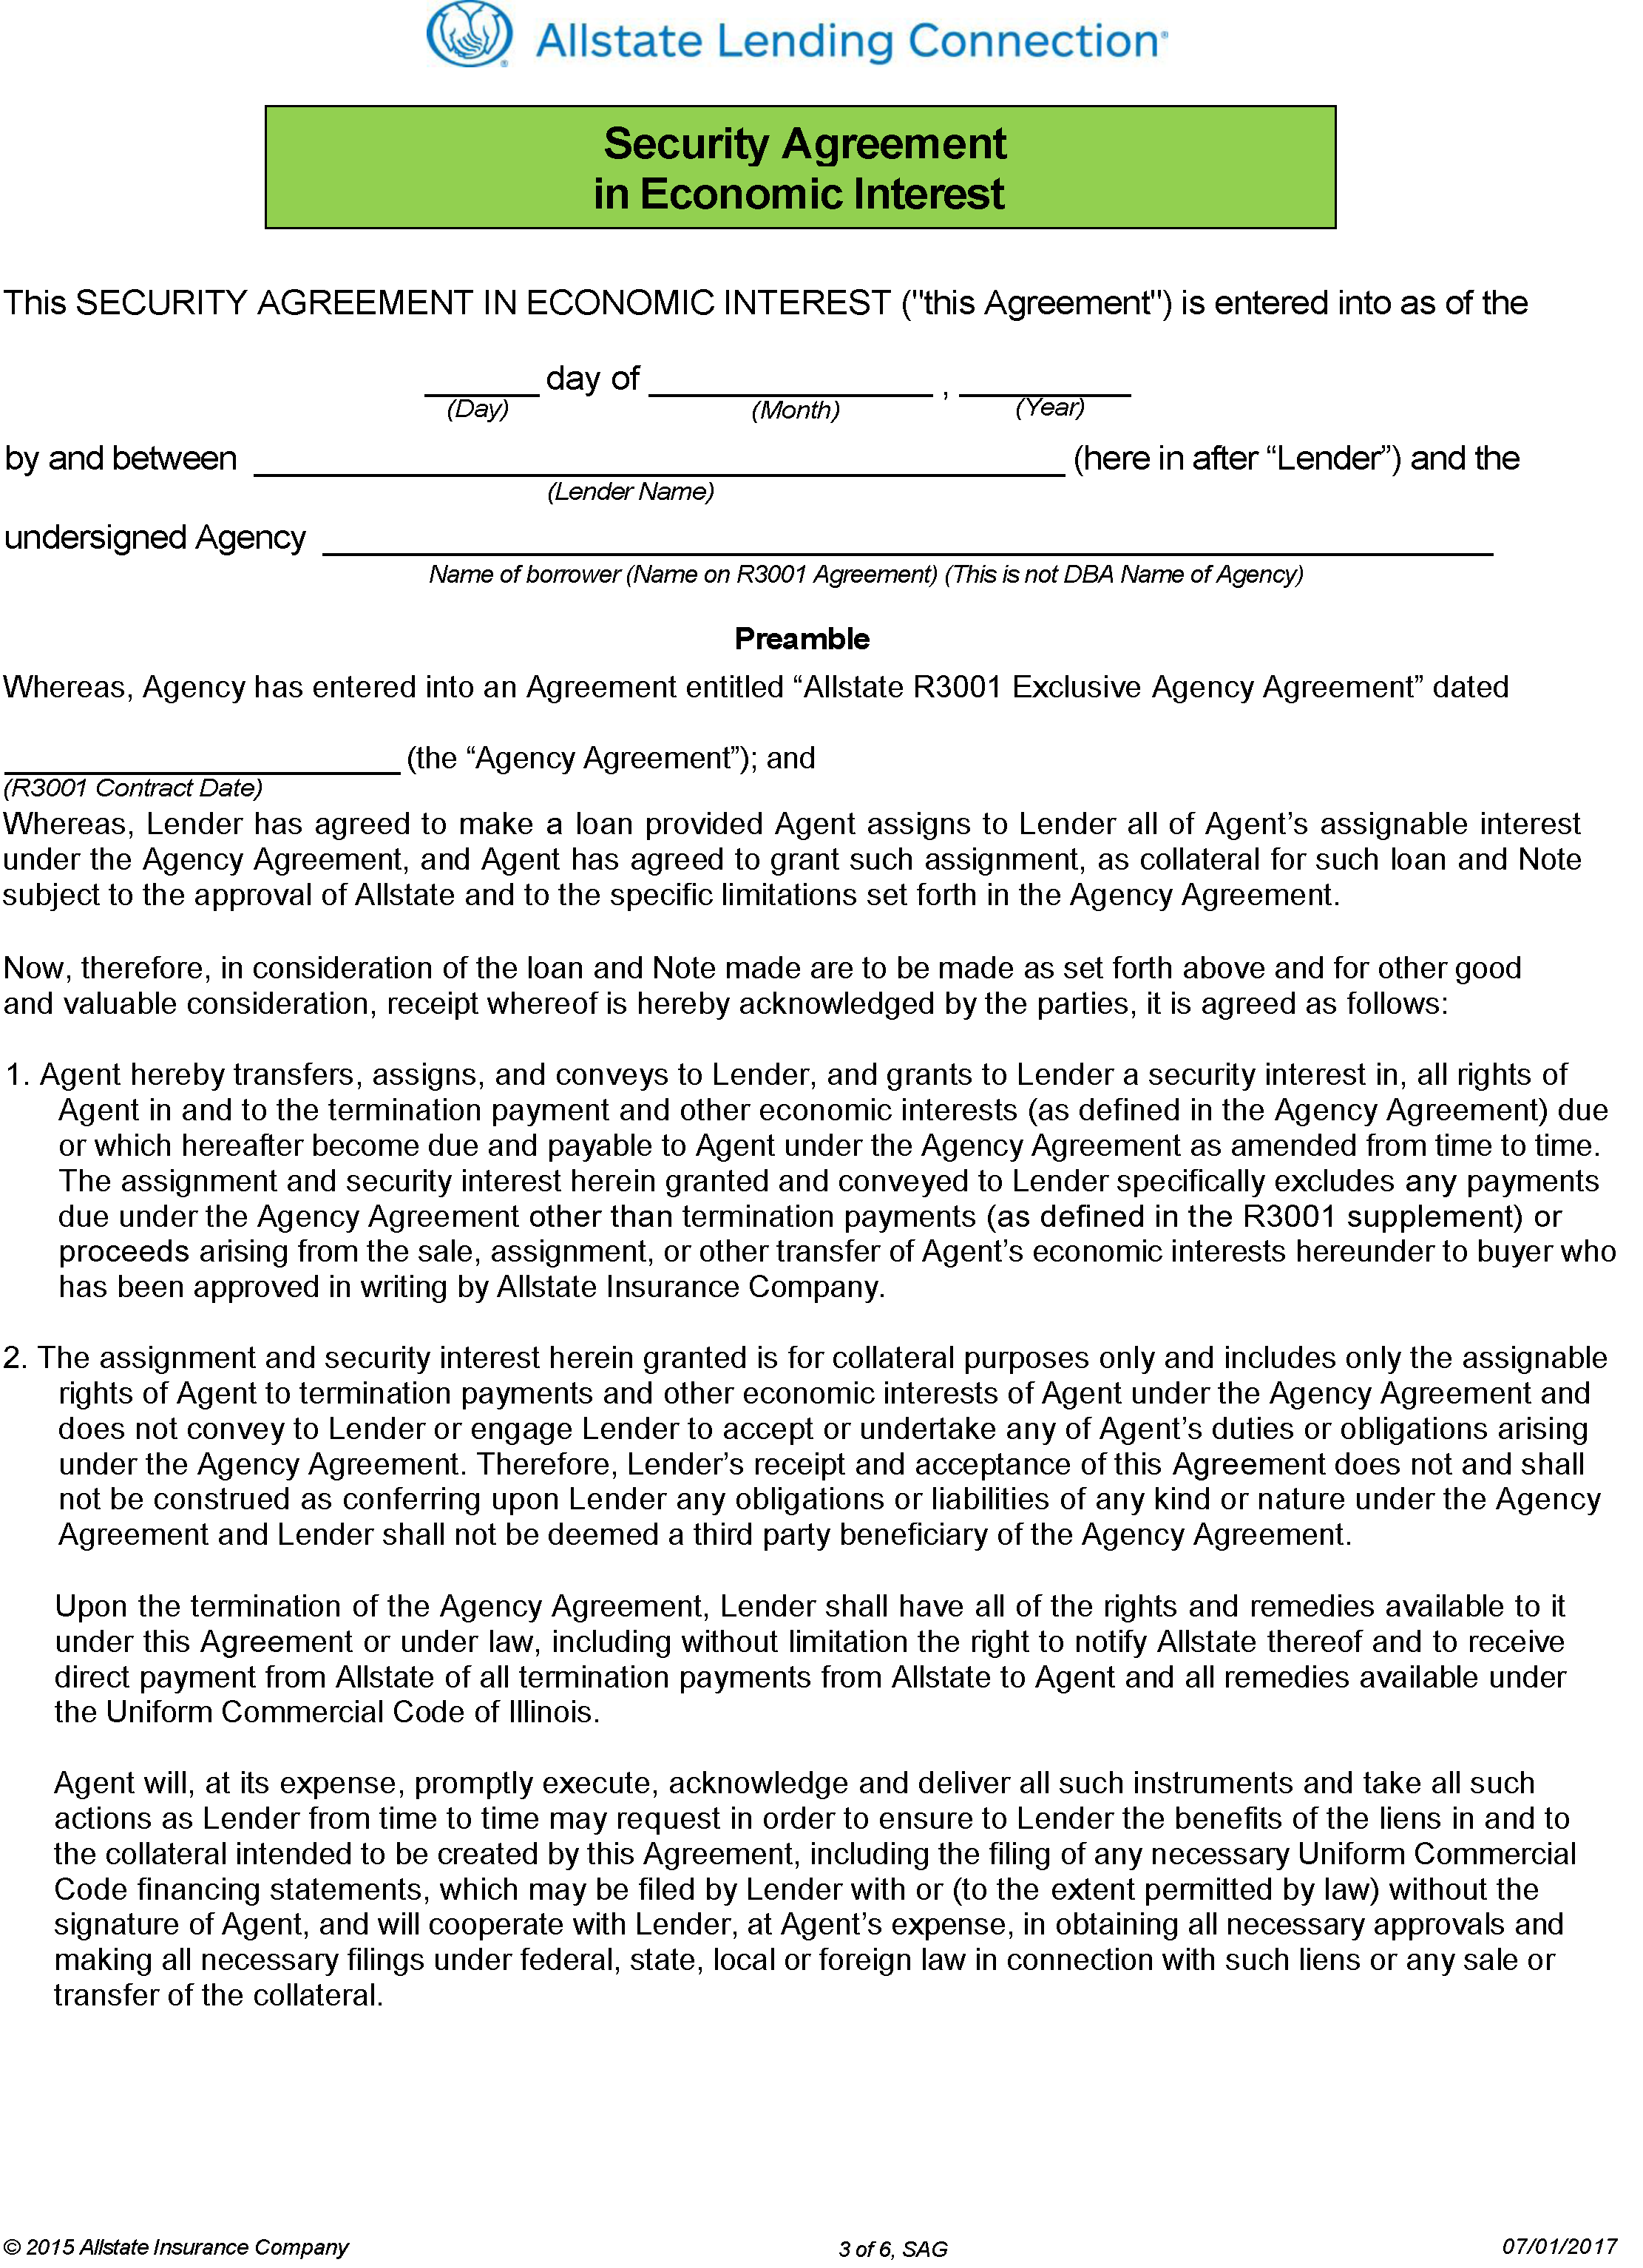 Allstate Lending Connection®
Security Agreement
in Economic Interest
This SECURITY AGREEMENT IN ECONOMIC INTEREST ("this Agreement") is entered into as of the
______ day of ______________ , _________
(Day) (Month) (Year)
by and between ______________________________ (here in after “Lender”) and the
(Lender Name)
undersigned Agency ______________________________
Name of borrower (Name on R3001 Agreement) (This is not DBA Name of Agency)
Preamble
Whereas, Agency has entered into an Agreement entitled “Allstate R3001 Exclusive Agency Agreement” dated
____________________ (the “Agency Agreement”); and
(R3001 Contract Date)
Whereas, Lender has agreed to make a loan provided Agent assigns to Lender all of Agent’s assignable interest
under the Agency Agreement, and Agent has agreed to grant such assignment, as collateral for such loan and Note
subject to the approval of Allstate and to the specific limitations set forth in the Agency Agreement.
Now, therefore, in consideration of the loan and Note made are to be made as set forth above and for other good
and valuable consideration, receipt whereof is hereby acknowledged by the parties, it is agreed as follows:
1. Agent hereby transfers, assigns, and conveys to Lender, and grants to Lender a security interest in, all rights of
Agent in and to the termination payment and other economic interests (as defined in the Agency Agreement) due
or which hereafter become due and payable to Agent under the Agency Agreement as amended from time to time.
The assignment and security interest herein granted and conveyed to Lender specifically excludes any payments
due under the Agency Agreement other than termination payments (as defined in the R3001 supplement) or
proceeds arising from the sale, assignment, or other transfer of Agent’s economic interests hereunder to buyer who
has been approved in writing by Allstate Insurance Company.
2. The assignment and security interest herein granted is for collateral purposes only and includes only the assignable
rights of Agent to termination payments and other economic interests of Agent under the Agency Agreement and
does not convey to Lender or engage Lender to accept or undertake any of Agent’s duties or obligations arising
under the Agency Agreement. Therefore, Lender’s receipt and acceptance of this Agreement does not and shall
not be construed as conferring upon Lender any obligations or liabilities of any kind or nature under the Agency
Agreement and Lender shall not be deemed a third party beneficiary of the Agency Agreement.
Upon the termination of the Agency Agreement, Lender shall have all of the rights and remedies available to it
under this Agreement or under law, including without limitation the right to notify Allstate thereof and to receive
direct payment from Allstate of all termination payments from Allstate to Agent and all remedies available under
the Uniform Commercial Code of Illinois.
Agent will, at its expense, promptly execute, acknowledge and deliver all such instruments and take all such
actions as Lender from time to time may request in order to ensure to Lender the benefits of the liens in and to
the collateral intended to be created by this Agreement, including the filing of any necessary Uniform Commercial
Code financing statements, which may be filed by Lender with or (to the extent permitted by law) without the
signature of Agent, and will cooperate with Lender, at Agent’s expense, in obtaining all necessary approvals and
making all necessary filings under federal, state, local or foreign law in connection with such liens or any sale or
transfer of the collateral.
© 2015 Allstate Insurance Company 3 of 6, SAG 07/01/2017